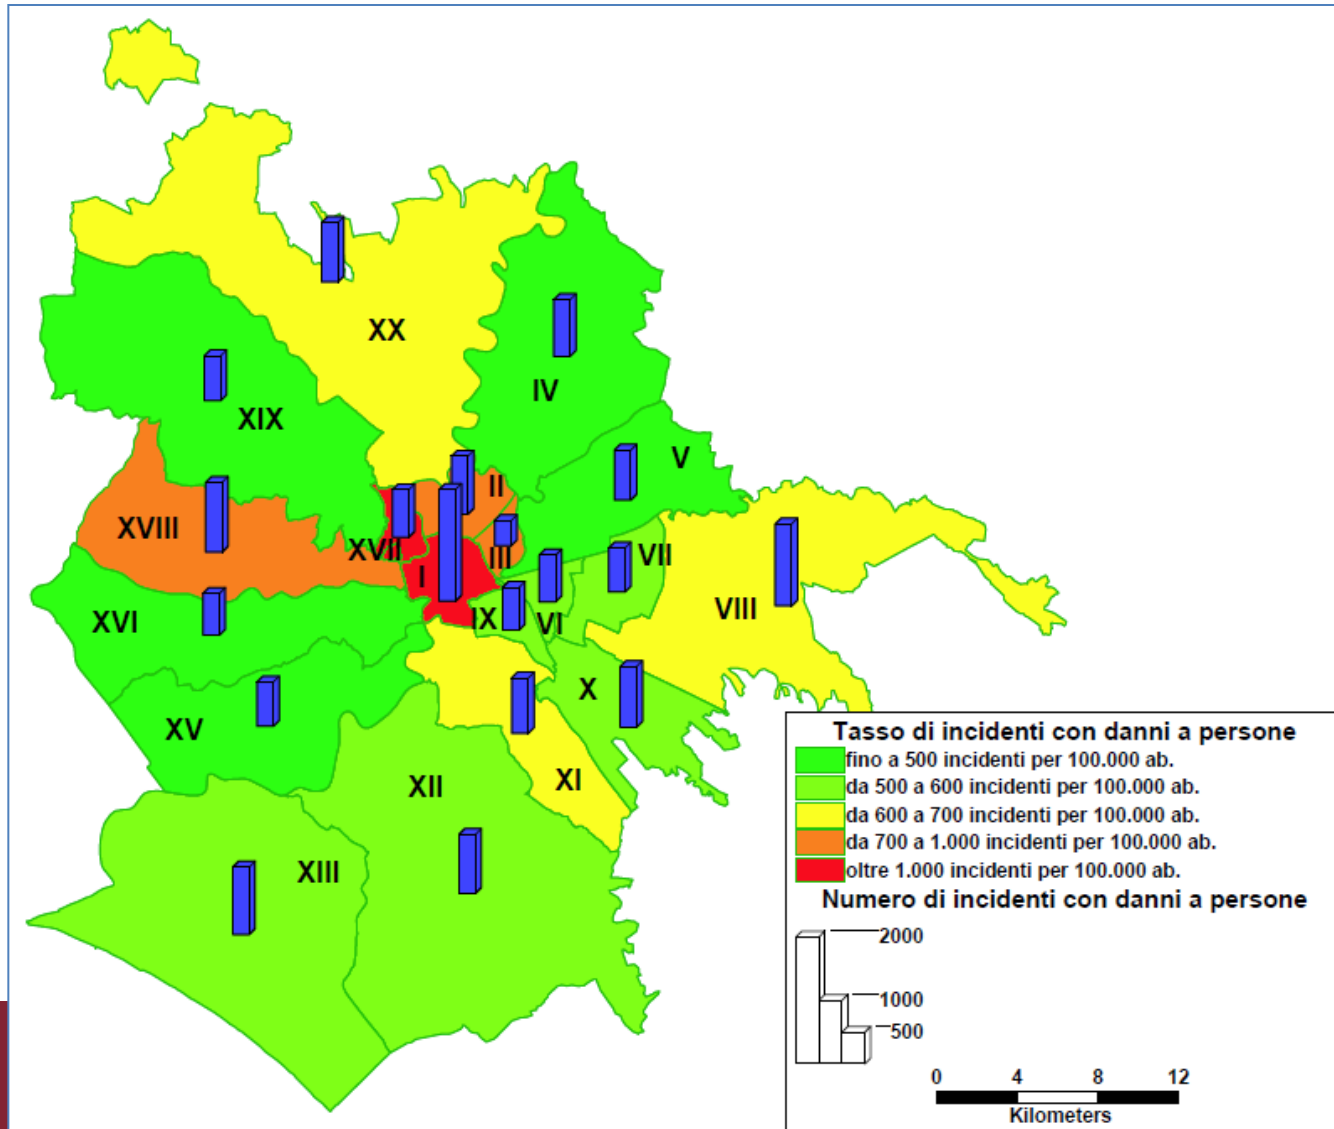 XX
IV
XIX
V
II
XVIII
XVII
III
VII
I
VIII
IX
VI
XVI
X
XV
XII
XI
XIII
Tasso di incidenti con danni a persone
fino a 500 incidenti per 100.000 ab.
da 500 a 600 incidenti per 100.000 ab.
da 600 a 700 incidenti per 100.000 ab.
da 700 a 1.000 incidenti per 100.000 ab.
oltre 1.000 incidenti per 100.000 ab.
Numero di incidenti con danni a persone
2000
1000
500
0 4 8 12
Kilometers